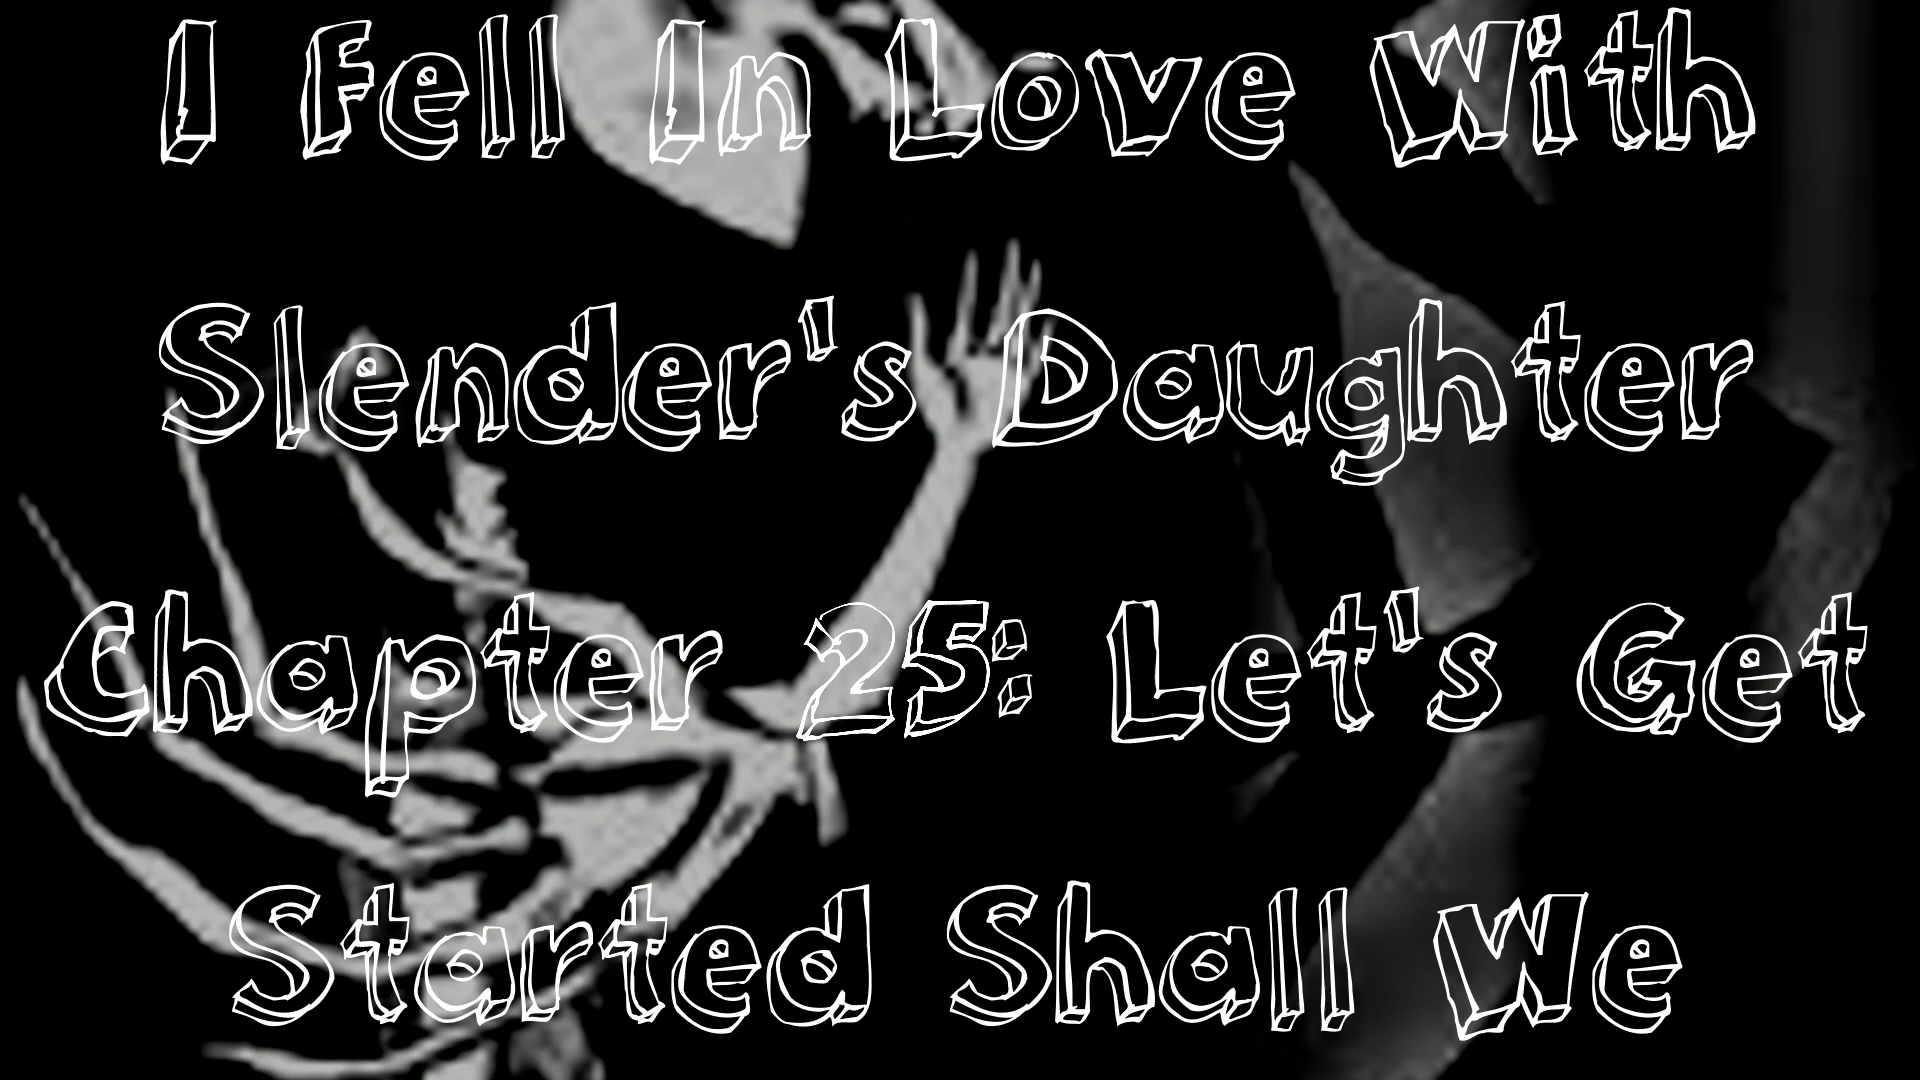 I Fell In Love With
Slender's Daughter
Chapter 25: Let's Get
Started Shall We